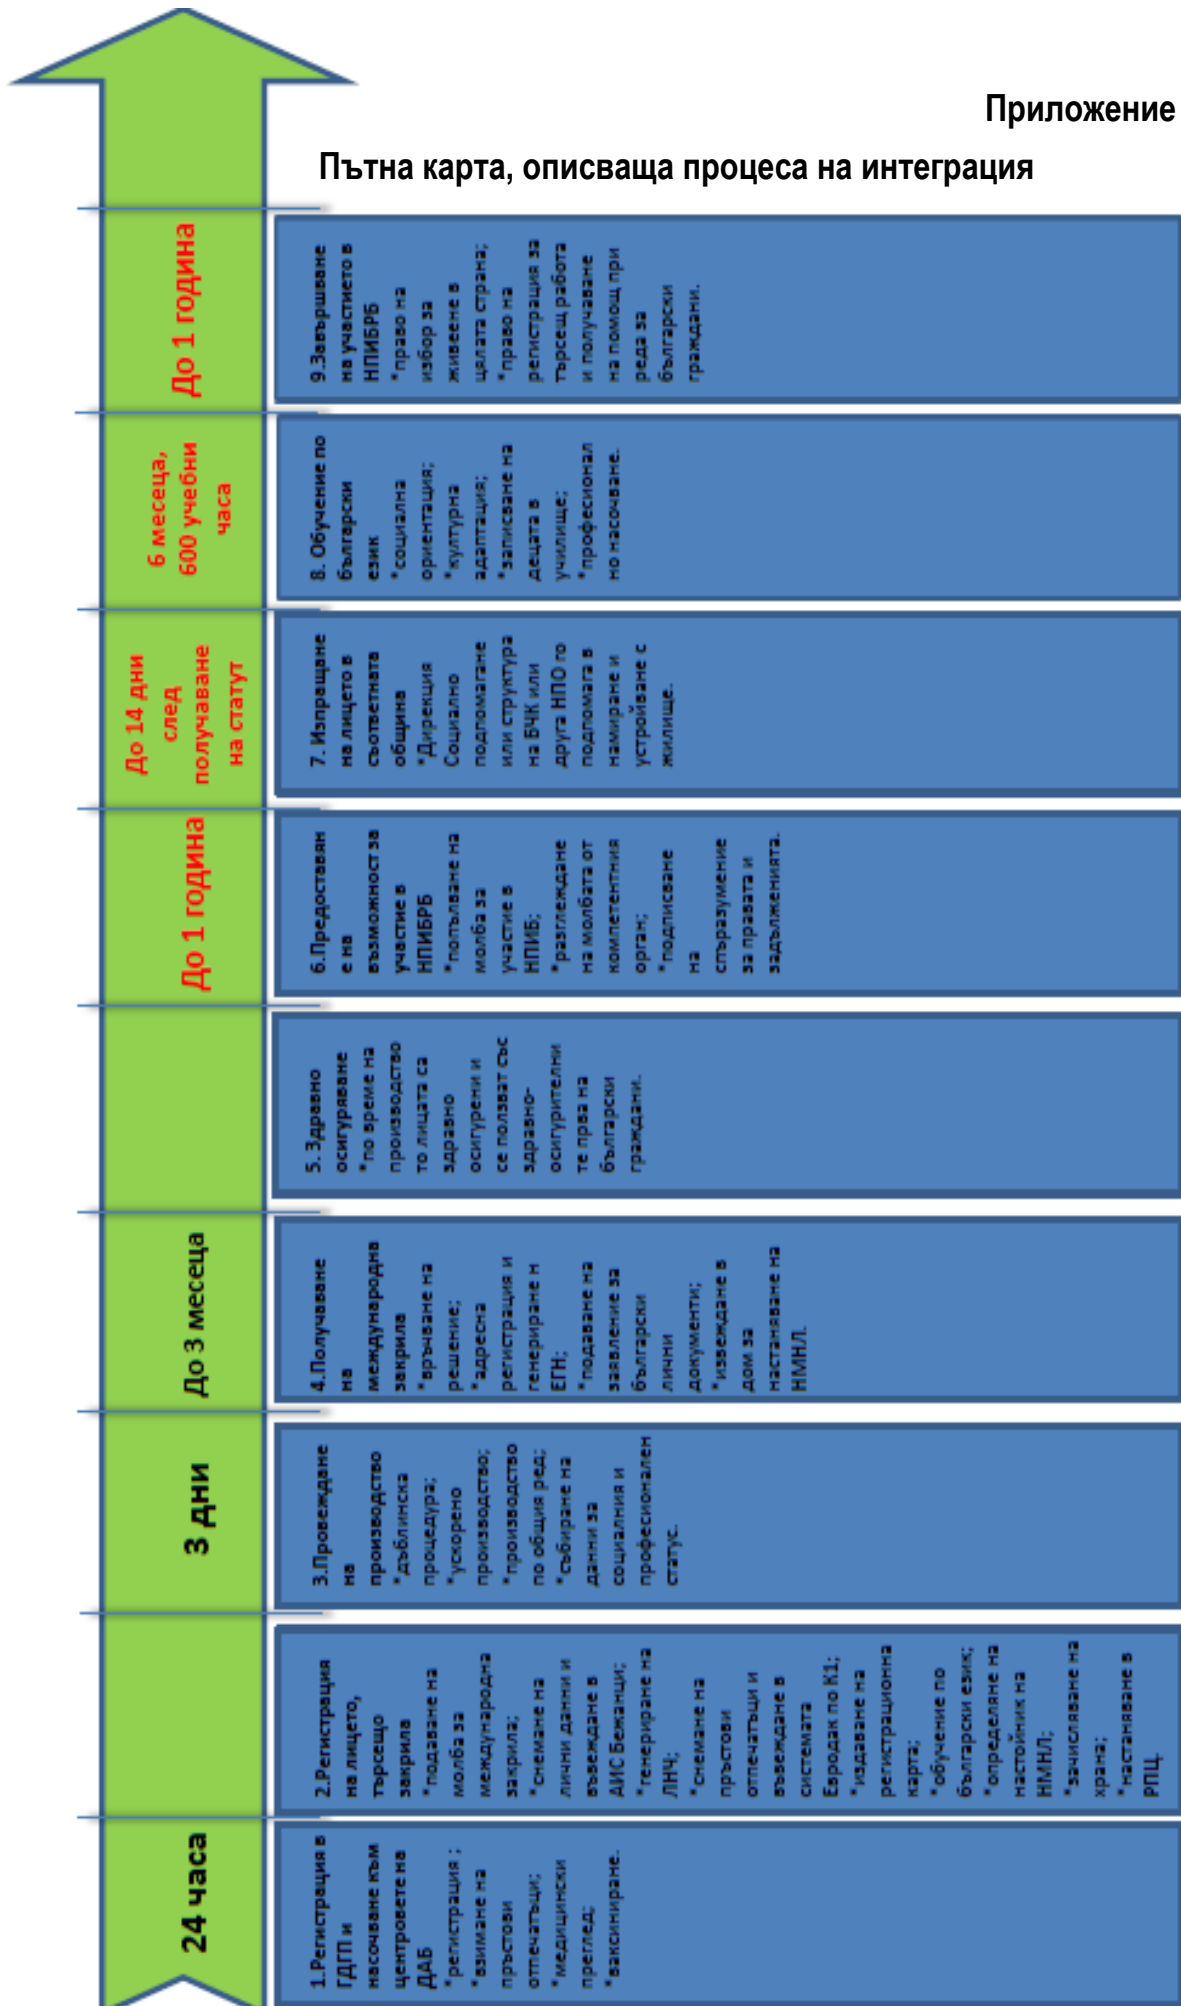 Приложение
Пътна карта, описваща процеса на интеграция
24 часа
1.Регистрация в
ГДГП и
насочване към
центровете на
ДАБ
*регистрация ;
*взимане на
пръстови
отпечатъци;
*медицински
преглед;
*ваксиниране.
2.Регистрация
на лицето,
търсещо
закрила
*подаване на
молба за
международна
закрила;
*снемане на
лични данни и
въвеждане в
АИС Бежанци;
*генериране на
ЛНЧ;
*снемане на
пръстови
отпечатъци и
въвеждане в
системата
Евродак по К1;
*издаване на
регистрационна
карта;
*обучение по
български език;
*определяне на
настойник на
НМНЛ;
*зачисляване на
храна;
*настаняване в
РПЦ.
3 дни
3.Провеждане
на
производство
*дъблинска
процедура;
*ускорено
производство;
*производство
по общия ред;
*събиране на
данни за
социалния и
професионален
статус.
До 3 месеца
4.Получаване
на
международна
закрила
*връчване на
решение;
*адресна
регистрация и
генериране н
ЕГН;
*подаване на
заявление за
български
лични
документи;
*извеждане в
дом за
настаняване на
НМНЛ.
5. Здравно
осигуряване
*по време на
производство
то лицата са
здравно
осигурени и
се ползват със
здравно-
осигурителни
те прва на
български
граждани.
До 1 година
6.Предоставян
е на
възможност за
участие в
НПИБРБ
*попълване на
молба за
участие в
НПИБ;
*разглеждане
на молбата от
компетентния
орган;
*подписване
на
споразумение
за правата и
задълженията.
До 14 дни
след
получаване
на статут
7. Изпращане
на лицето в
съответната
община
*Дирекция
Социално
подпомагане
или структура
на БЧК или
друга НПО го
подпомага в
намиране и
устройване с
жилище.
6 месеца,
600 учебни
часа
8. Обучение по
български
език
*социална
ориентация;
*културна
адаптация;
*записване на
децата в
училище;
*професионал
но насочване.
До 1 година
9.Завършване
на участието в
НПИБРБ
*право на
избор за
живеене в
цялата страна;
*право на
регистрация за
търсещ работа
и получаване
на помощ при
реда за
български
граждани.